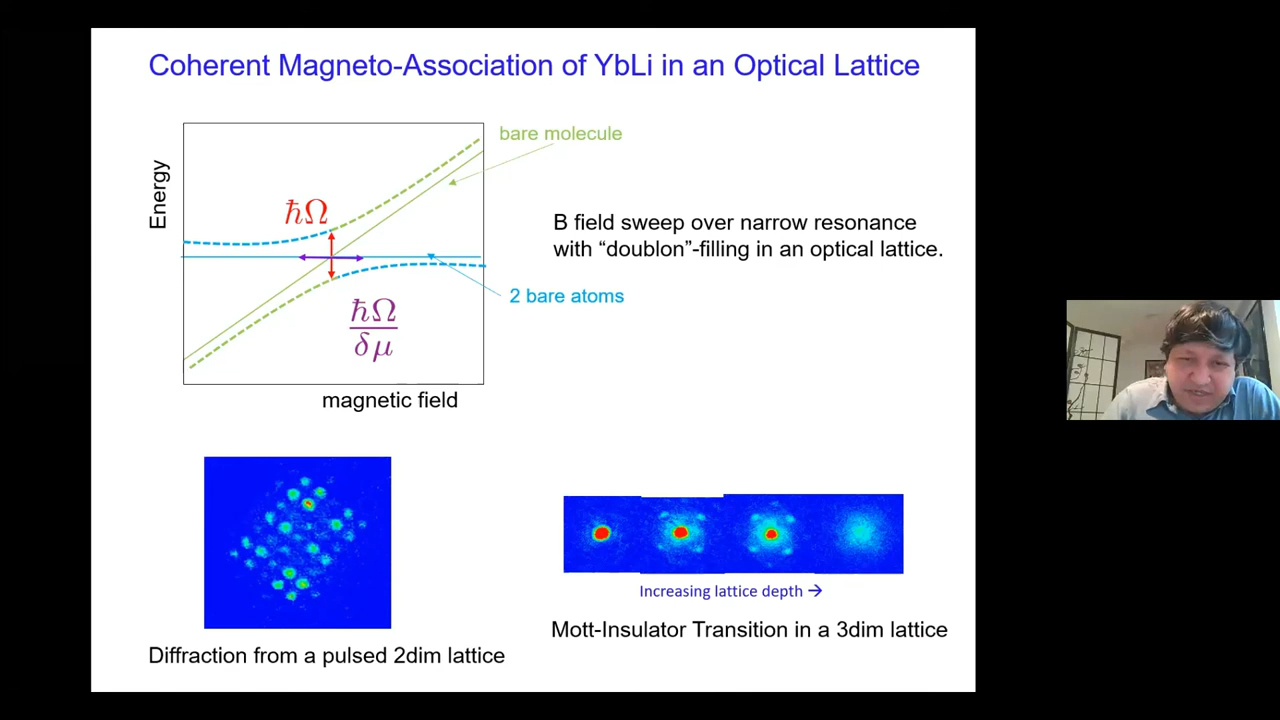 Coherent Magneto-Association of YbLi in an Optical Lattice
bare molecule
Energy
ħΩ
B field sweep over narrow resonance
with “doublon”-filling in an optical lattice.
2 bare atoms
ħΩ
δμ
magnetic field
Increasing lattice depth →
Mott-Insulator Transition in a 3dim lattice
Diffraction from a pulsed 2dim lattice